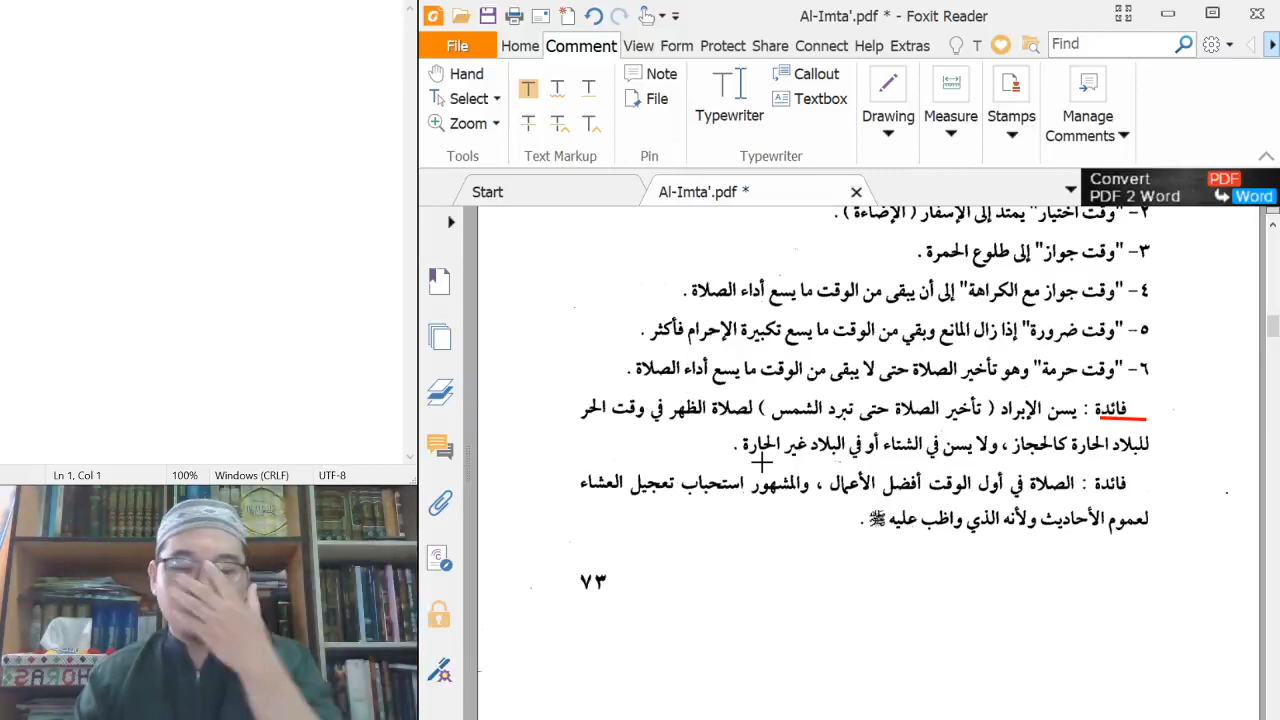 Al-Imta'.pdf * - Foxit Reader
File Home Comment View Form Protect Share Connect Help Extras Find
Hand
Select
Zoom
Tools
Text Markup
Note
File
Pin
Typewriter
Callout
Textbox
Typewriter
Drawing
Measure
Stamps
Manage Comments
Start
Al-Imta'.pdf *
Convert PDF
PDF 2 Word Word
٢- "وقت اختيار" يمتد إلى الإسفار ( الإضاءة ) .
٣- "وقت جواز" إلى طلوع الحمرة .
٤- "وقت جواز مع الكراهة" إلى أن يبقى من الوقت ما يسع أداء الصلاة .
٥- "وقت ضرورة" إذا زال المانع وبقي من الوقت ما يسع تكبيرة الإحرام فأكثر .
٦- "وقت حرمة" وهو تأخير الصلاة حتى لا يبقى من الوقت ما يسع أداء الصلاة .
فائدة : يسن الإبراد ( تأخير الصلاة حتى تبرد الشمس ) لصلاة الظهر في وقت الحر
للبلاد الحارة كالحجاز ، ولا يسن في الشتاء أو في البلاد غير الحارة .
فائدة : الصلاة في أول الوقت أفضل الأعمال ، والمشهور استحباب تعجيل العشاء
لعموم الأحاديث ولأنه الذي واظب عليه ﷺ .
٧٣
Ln 1, Col 1 100% Windows (CRLF) UTF-8